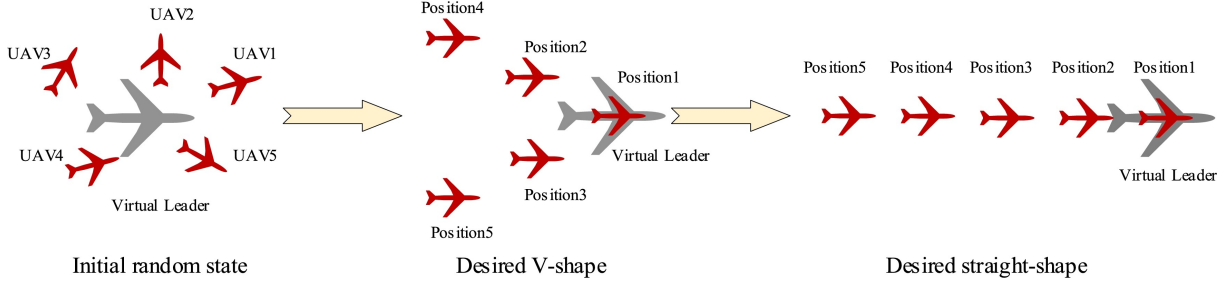 UAV2
UAV3
UAV1
UAV4
UAV5
Virtual Leader
Initial random state
Position4
Position2
Position1
Virtual Leader
Position3
Position5
Desired V-shape
Position5
Position4
Position3
Position2
Position1
Virtual Leader
Desired straight-shape